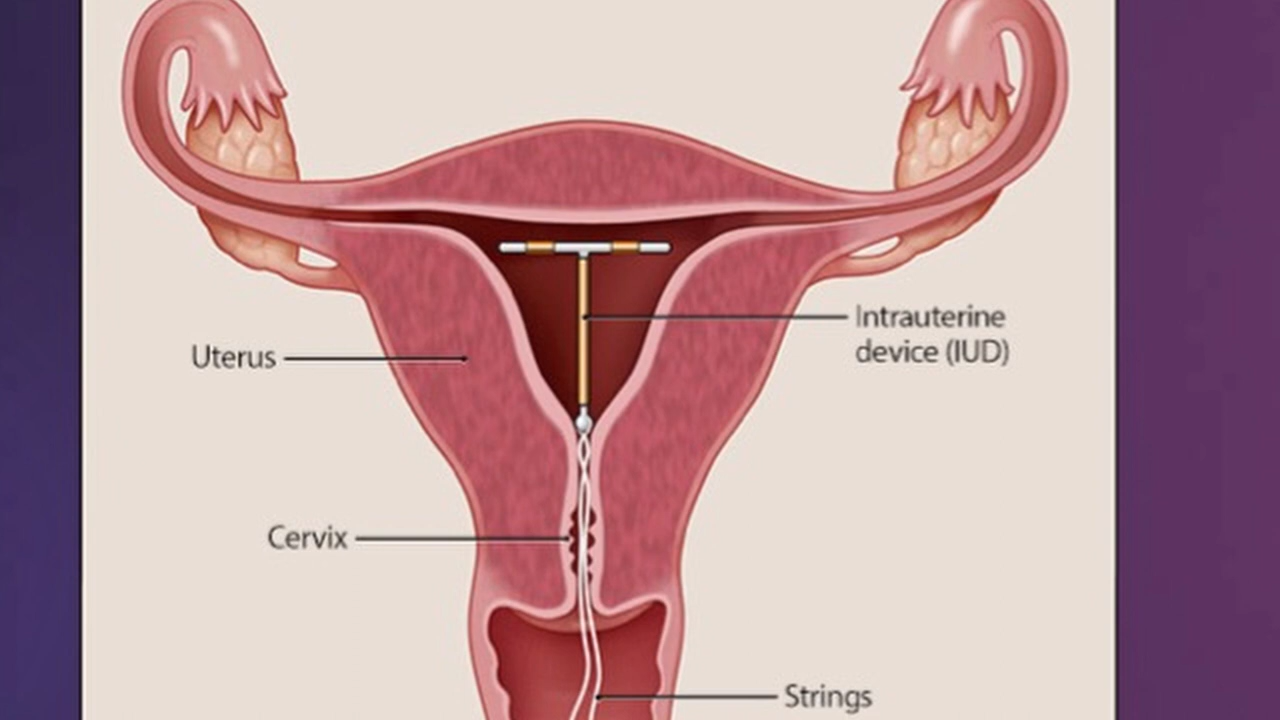 Intrauterine
device (IUD)
Uterus
Cervix
Strings